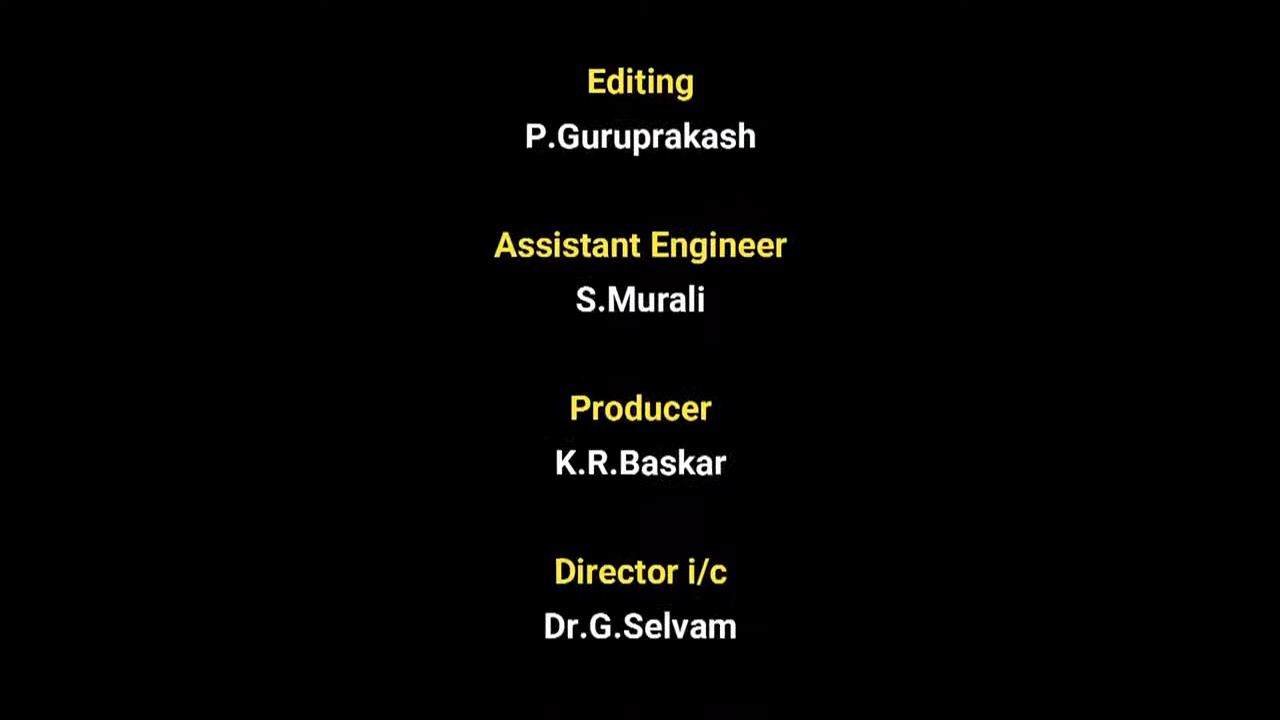 Editing
P.Guruprakash
Assistant Engineer
S.Murali
Producer
K.R.Baskar
Director i/c
Dr.G.Selvam